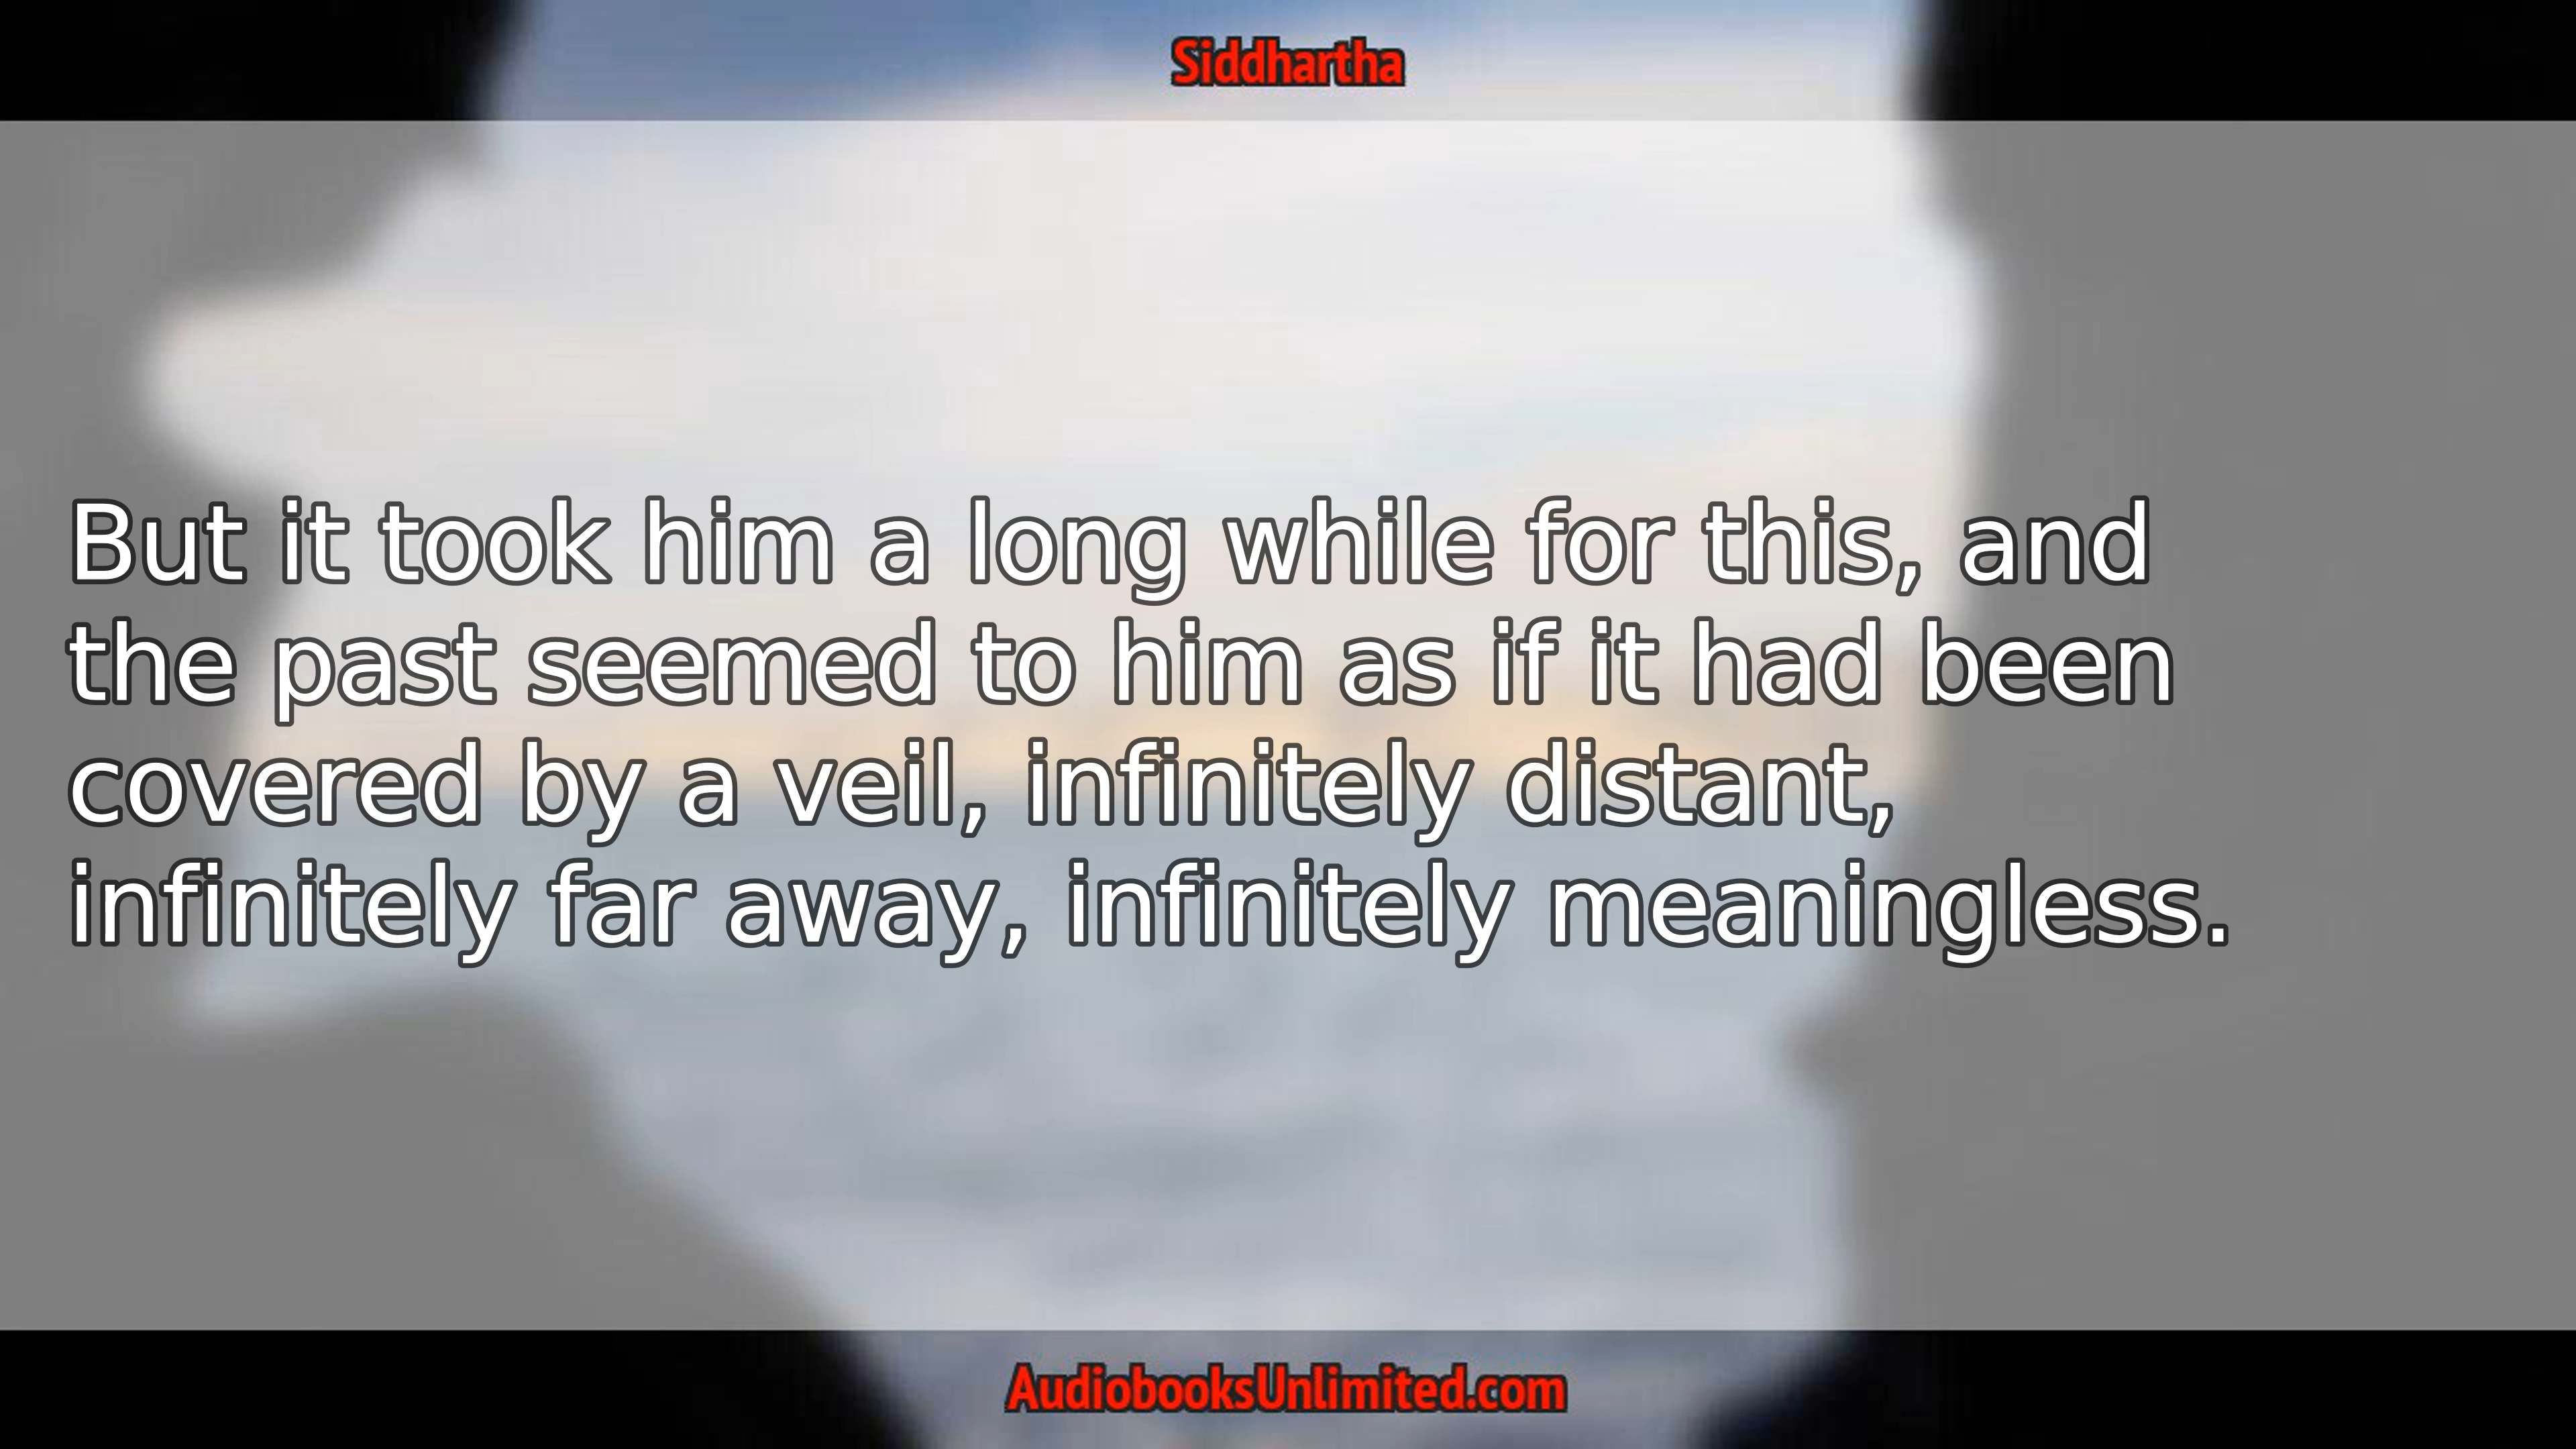 Siddhartha
But it took him a long while for this, and
the past seemed to him as if it had been
covered by a veil, infinitely distant,
infinitely far away, infinitely meaningless.
AudiobooksUnlimited.com